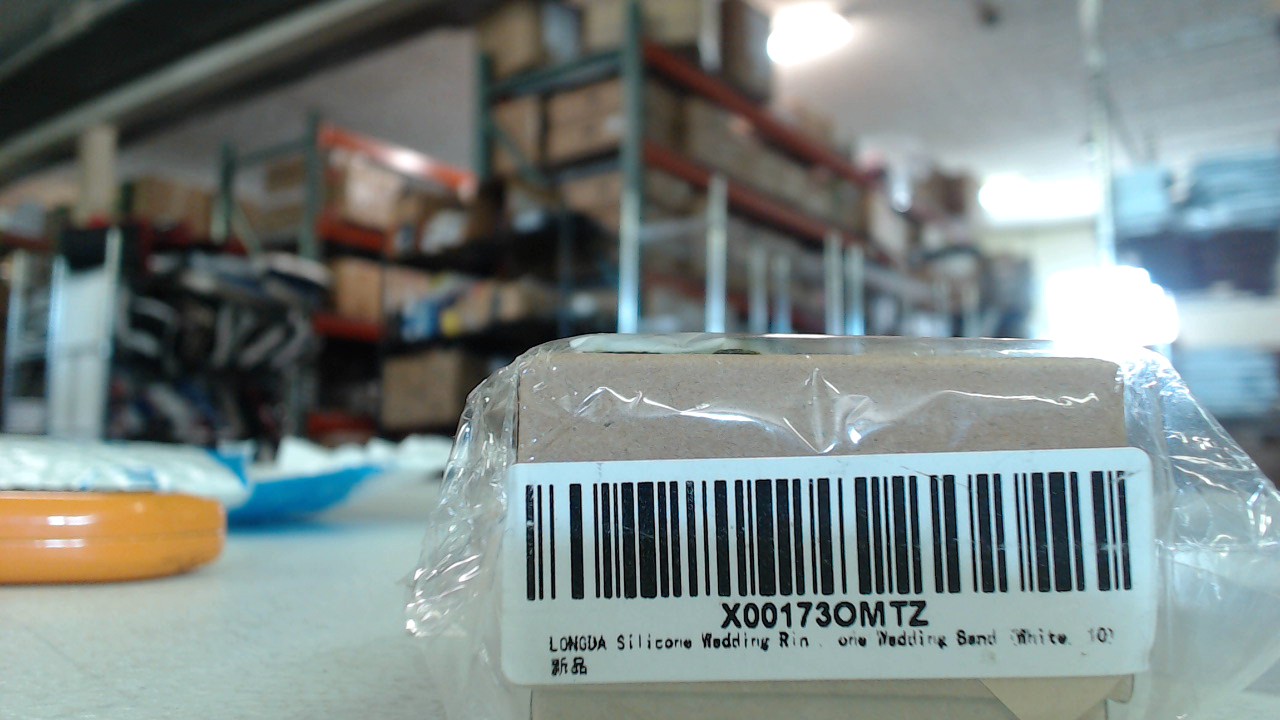 X00173OMTZ
LONGDA Silicone Wedding Rin . one Wedding Band (White, 10)
新品